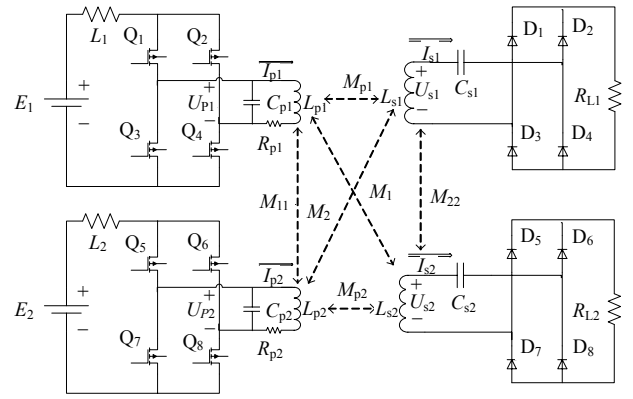 L1 Q1 Q2 Ip1 Mp1 Is1 D1 D2
E1 + − UP1 + − Cp1 Lp1 Ls1 + Us1 − Cs1 RL1
Q3 Q4 Rp1 D3 D4
M11 M2 M1 M22
L2 Q5 Q6 Ip2 Mp2 Is2 D5 D6
E2 + − UP2 + − Cp2 Lp2 Ls2 + Us2 − Cs2 RL2
Q7 Q8 Rp2 D7 D8